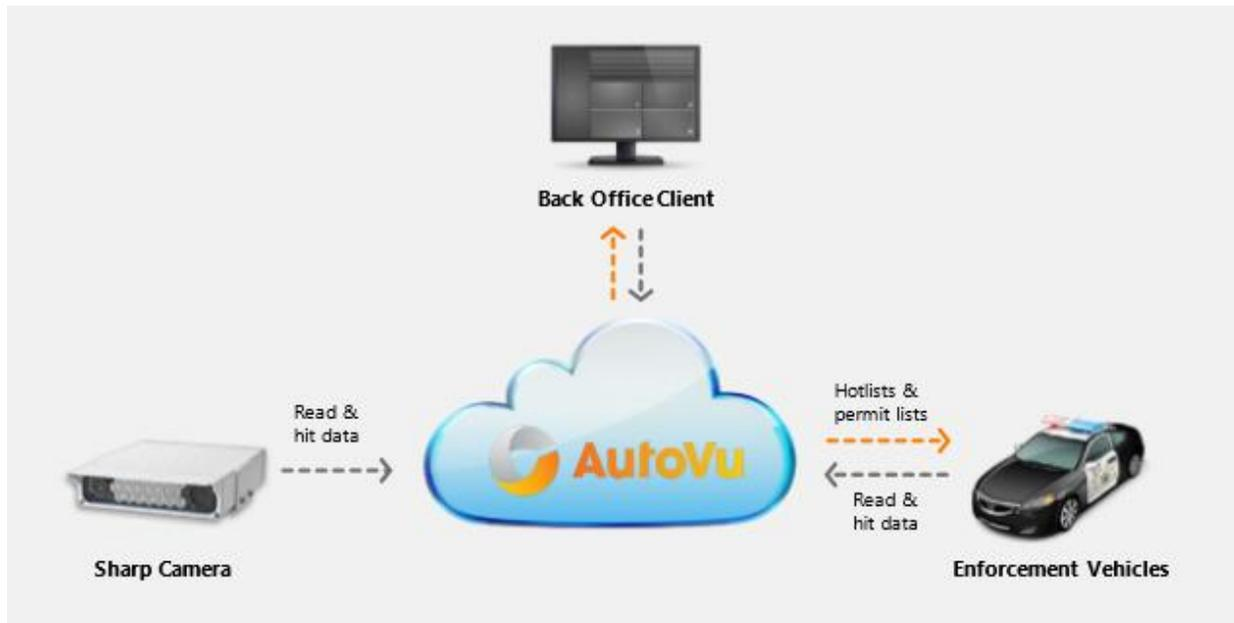 Back Office Client
Read &
hit data
AutoVu
Hotlists &
permit lists
Read &
hit data
Sharp Camera
Enforcement Vehicles